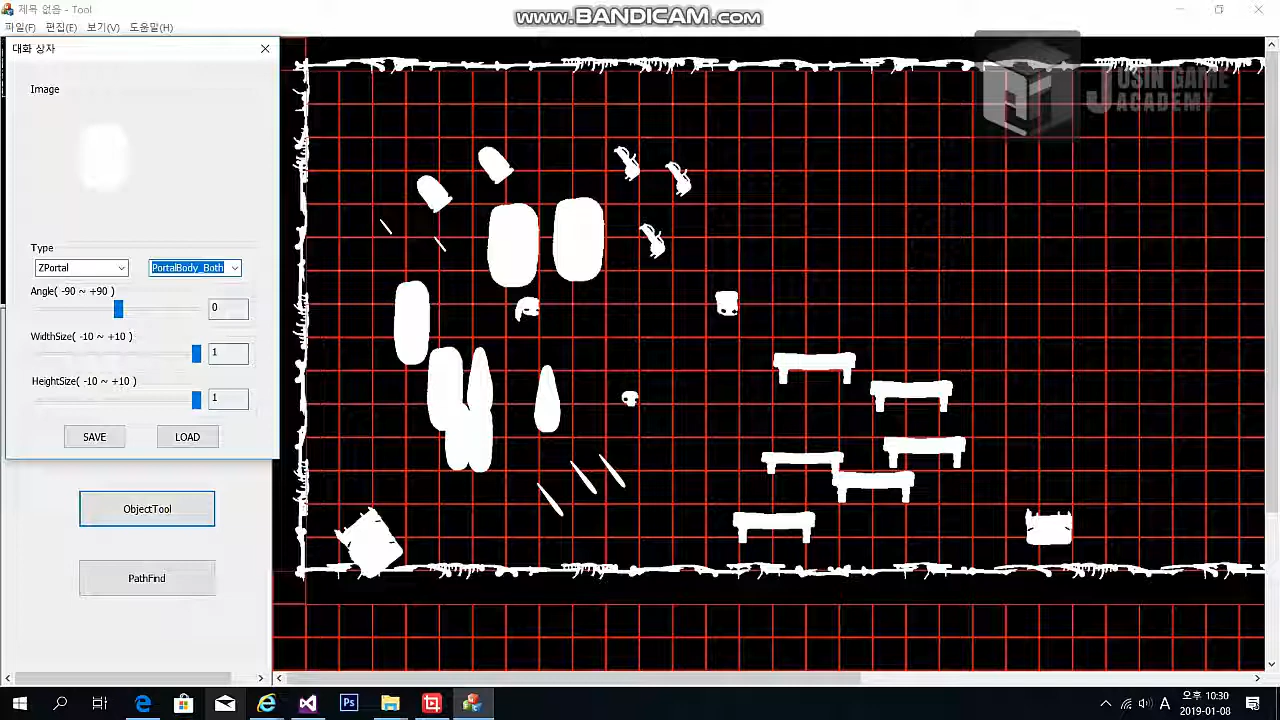 제목 없음 - Tool
www.BANDICAM.com
파일(F) 편집(E) 보기(V) 도움말(H)
대화 상자
Image
JUSIN GAME
ACADEMY
Type
ZPortal PortalBody_Both
Angle( -90 ~ +90 )
0
WidthSize( -10 ~ +10 )
1
HeightSize( -10 ~ +10 )
1
SAVE LOAD
ObjectTool
PathFind
Ps
A
오후 10:30
2019-01-08